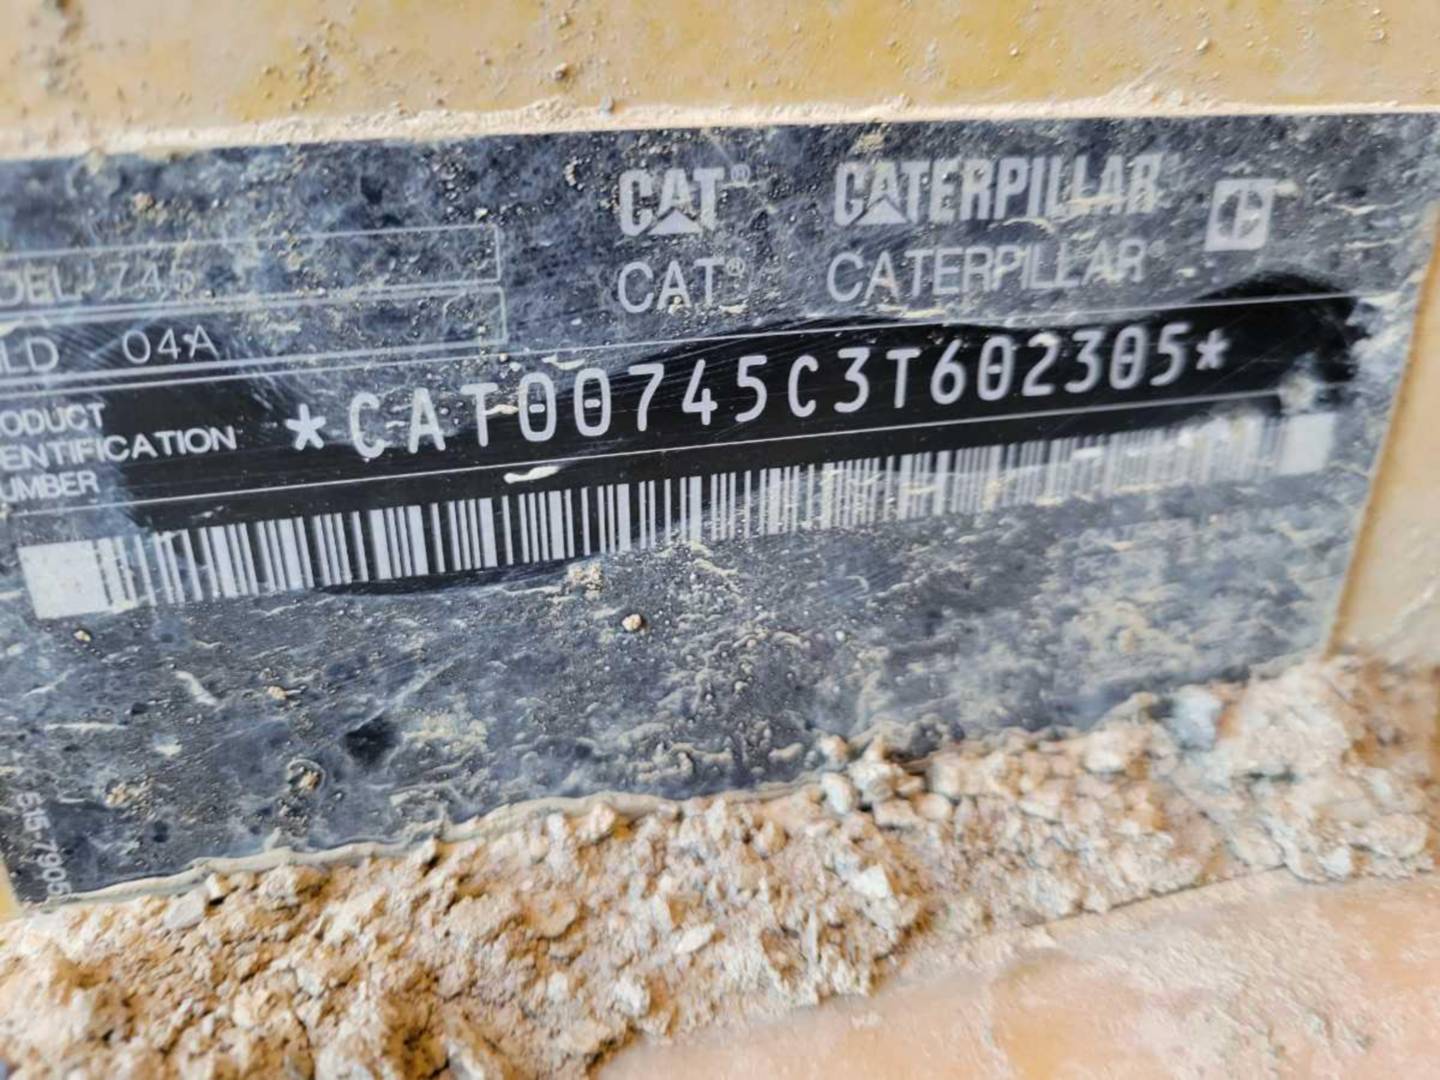 CAT® CATERPILLAR®
CAT® CATERPILLAR®
DEL 745
LD 04A
ODUCT
ENTIFICATION
UMBER
*CAT00745C3T602305*
515-7905